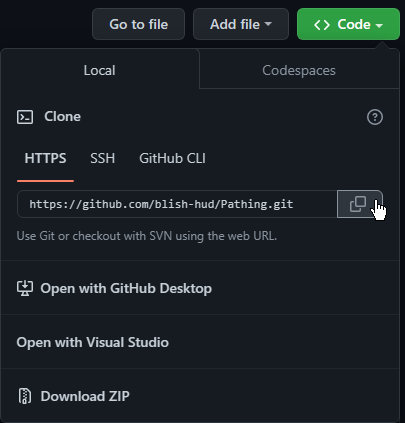 Go to file Add file Code
Local Codespaces
Clone
HTTPS SSH GitHub CLI
https://github.com/blish-hud/Pathing.git
Use Git or checkout with SVN using the web URL.
Open with GitHub Desktop
Open with Visual Studio
Download ZIP